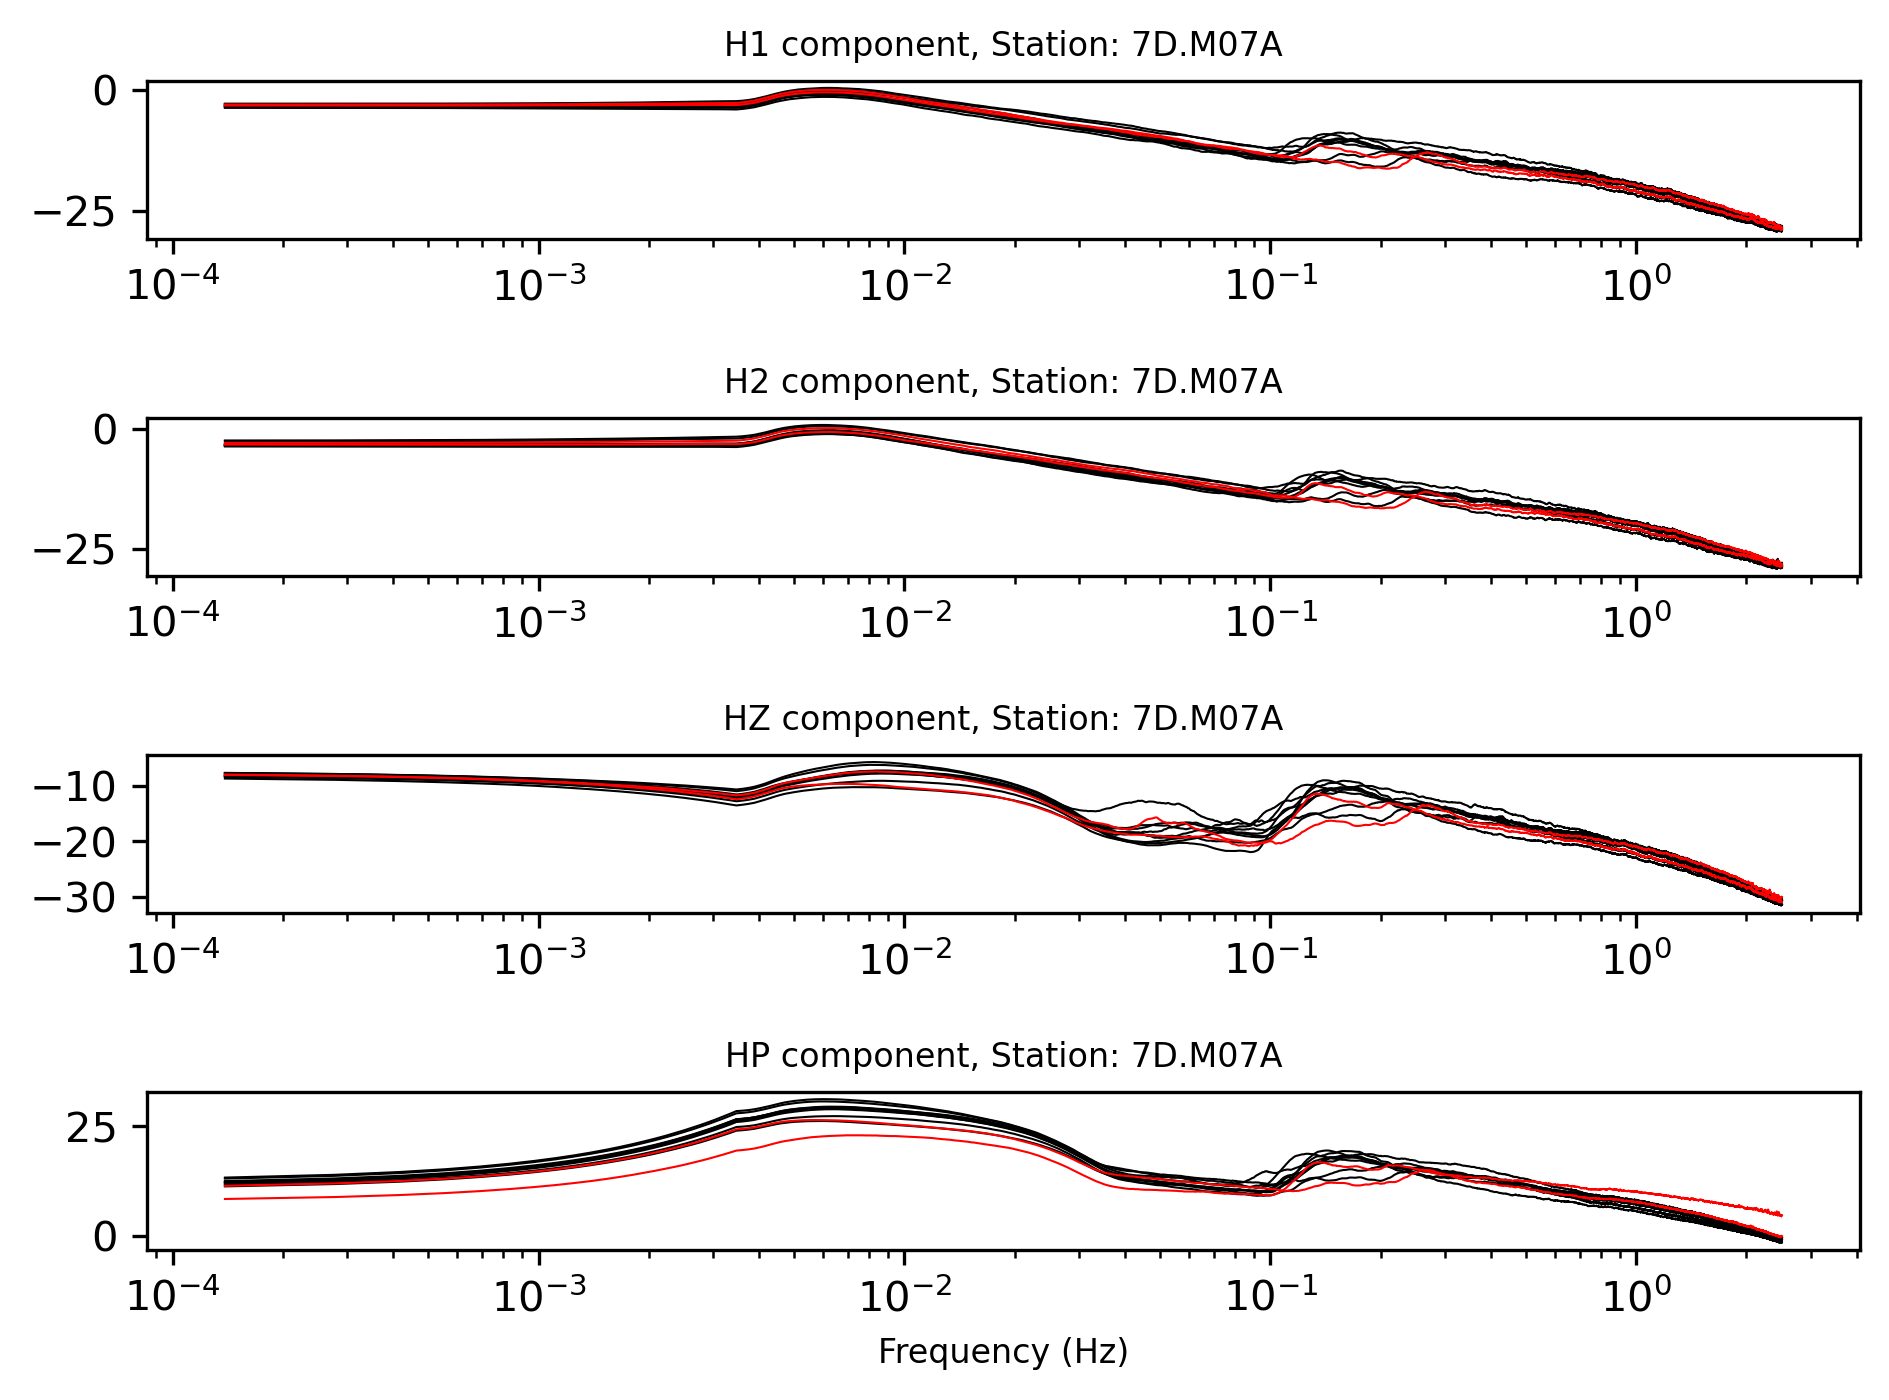 H1 component, Station: 7D.M07A
0
−25
10⁻⁴ 10⁻³ 10⁻² 10⁻¹ 10⁰
H2 component, Station: 7D.M07A
0
−25
10⁻⁴ 10⁻³ 10⁻² 10⁻¹ 10⁰
HZ component, Station: 7D.M07A
−10
−20
−30
10⁻⁴ 10⁻³ 10⁻² 10⁻¹ 10⁰
HP component, Station: 7D.M07A
25
0
10⁻⁴ 10⁻³ 10⁻² 10⁻¹ 10⁰
Frequency (Hz)